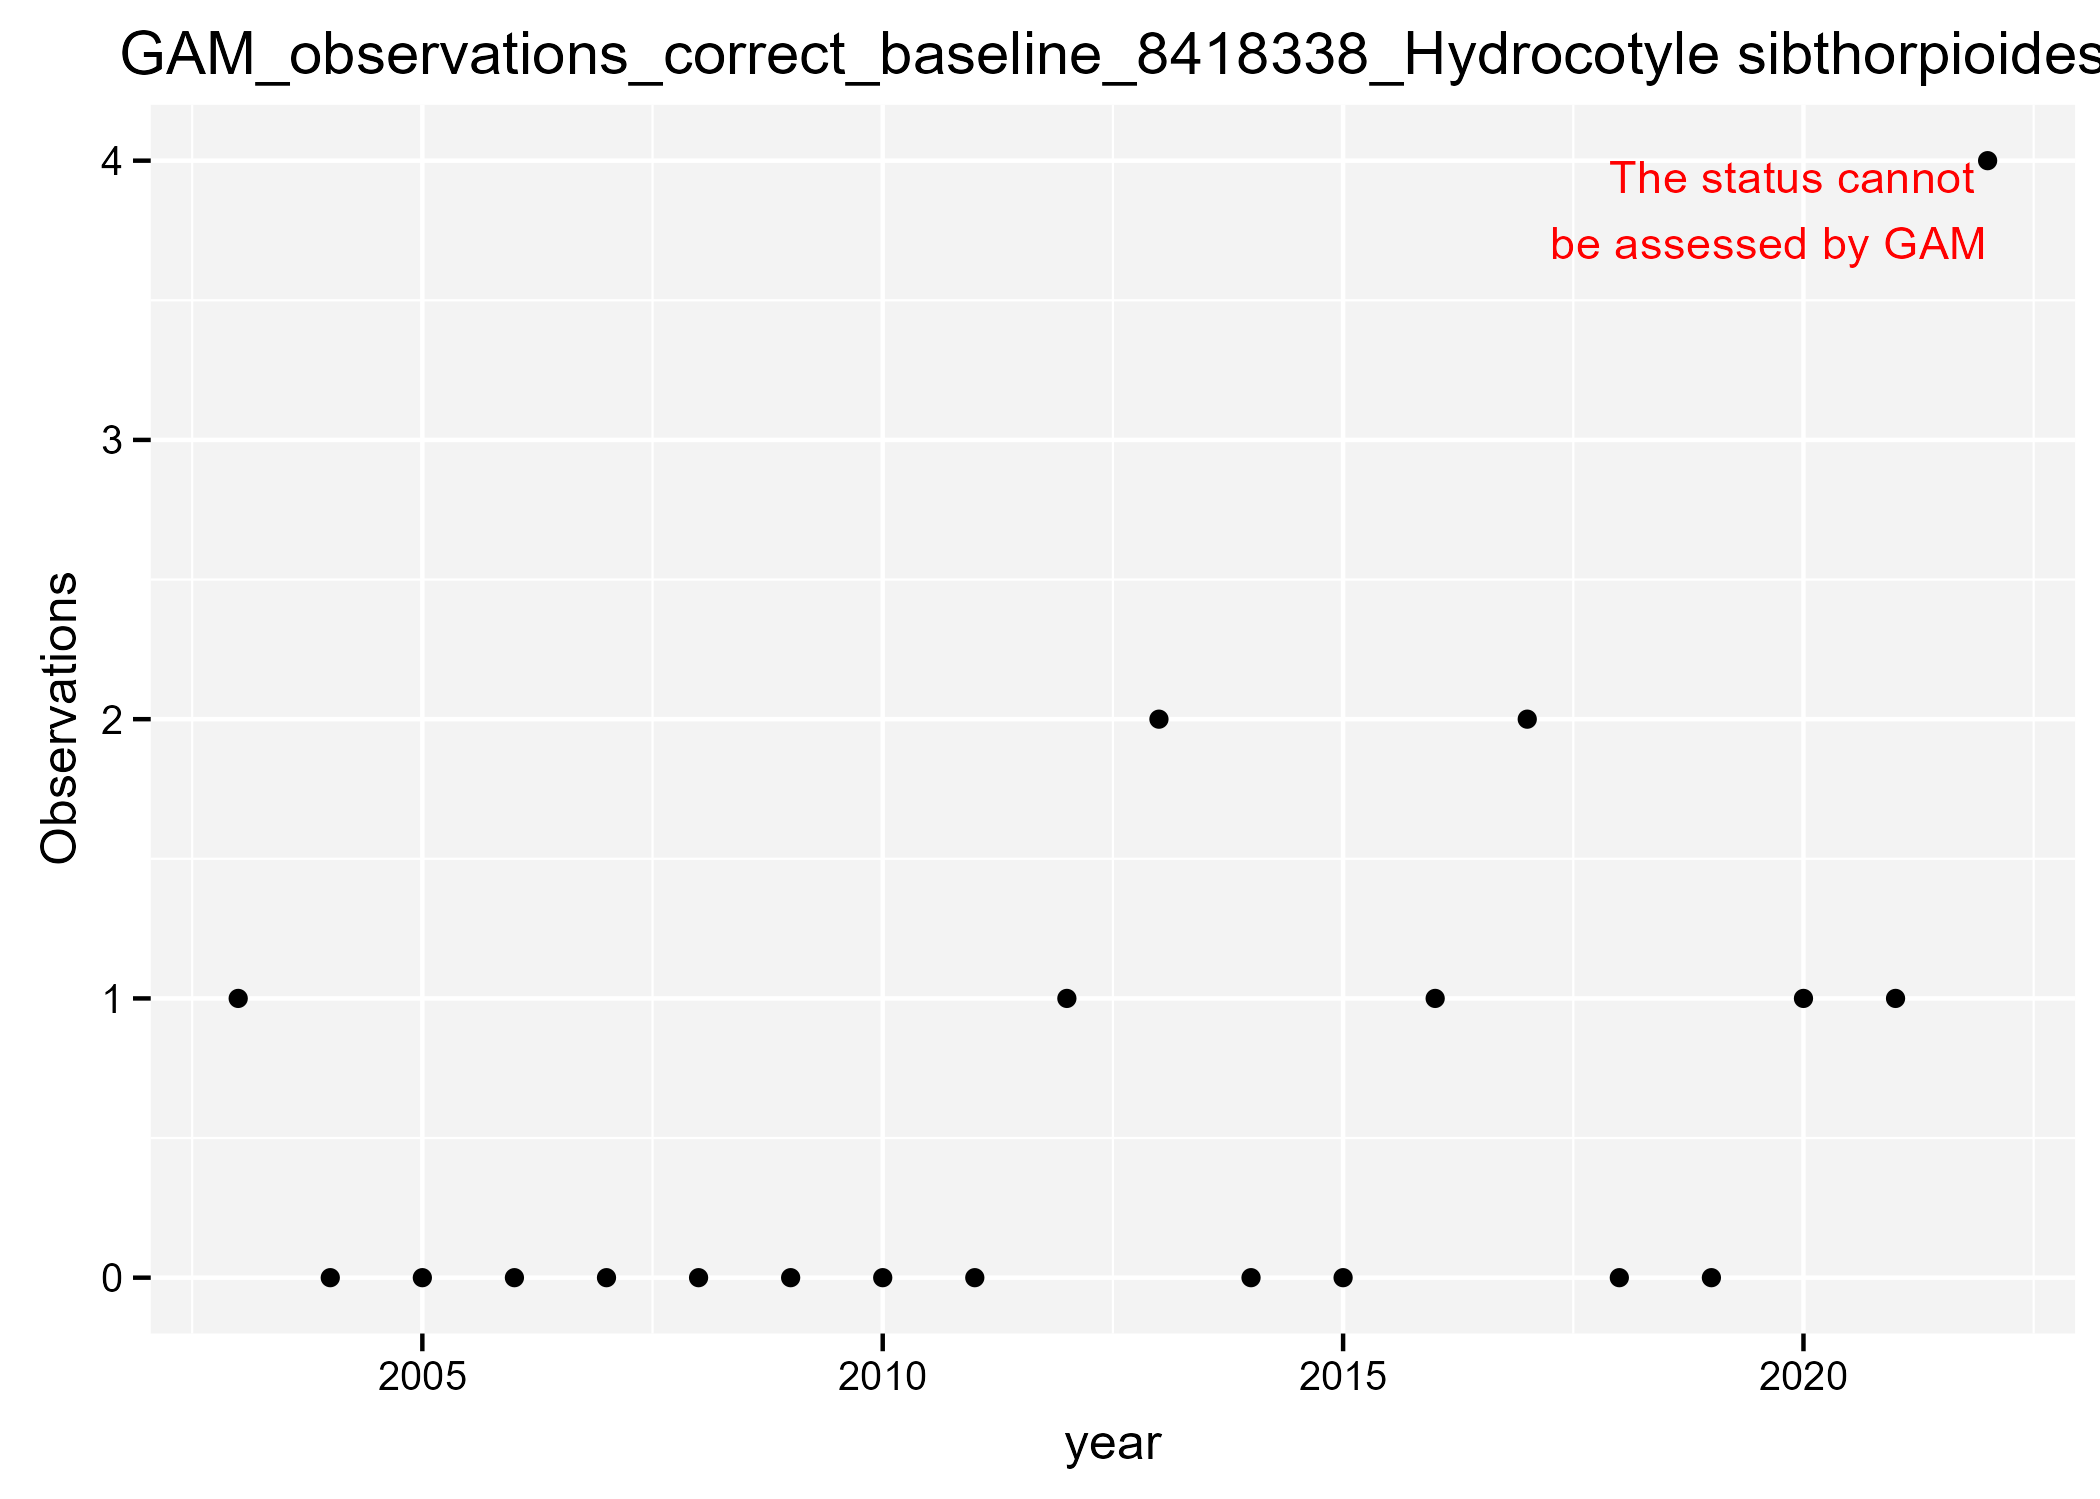 GAM_observations_correct_baseline_8418338_Hydrocotyle sibthorpioides
4
The status cannot
be assessed by GAM
3
2
1
0
Observations
2005 2010 2015 2020
year